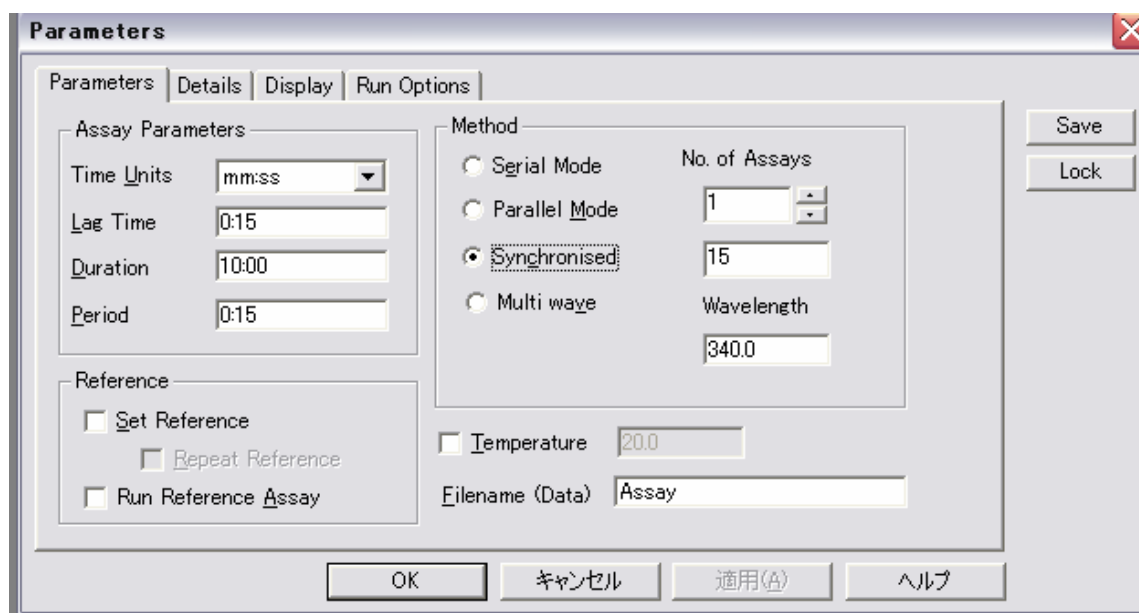 Parameters
Parameters Details Display Run Options
Assay Parameters
Time Units mm:ss
Lag Time 0:15
Duration 10:00
Period 0:15
Reference
Set Reference
Repeat Reference
Run Reference Assay
Method
Serial Mode
Parallel Mode
Synchronised
Multi wave
No. of Assays
1
15
Wavelength
340.0
Temperature 20.0
Filename (Data) Assay
Save
Lock
OK キャンセル 適用(A) ヘルプ